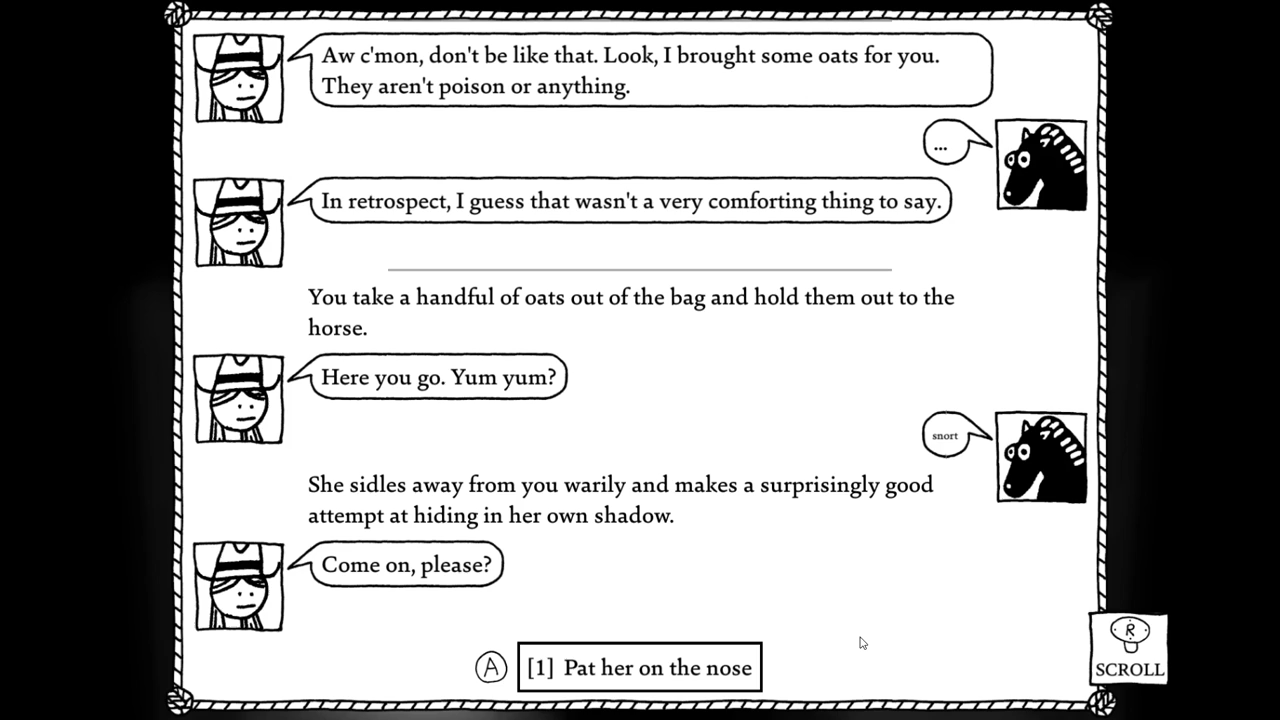 Aw c'mon, don't be like that. Look, I brought some oats for you.
They aren't poison or anything.
...
In retrospect, I guess that wasn't a very comforting thing to say.
You take a handful of oats out of the bag and hold them out to the
horse.
Here you go. Yum yum?
snort
She sidles away from you warily and makes a surprisingly good
attempt at hiding in her own shadow.
Come on, please?
R
SCROLL
A [1] Pat her on the nose